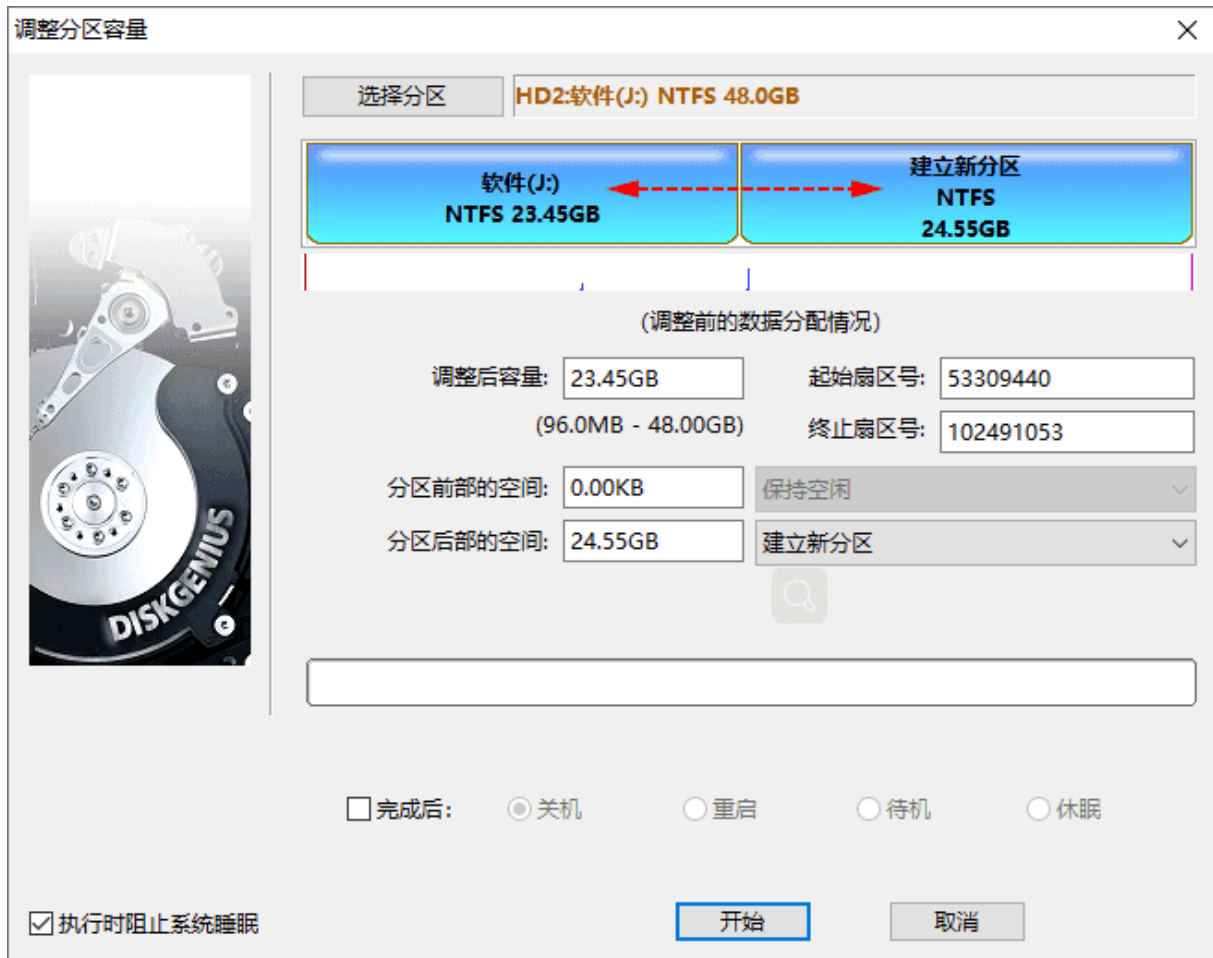 调整分区容量
选择分区
HD2:软件(J:) NTFS 48.0GB
软件(J:)
NTFS 23.45GB
建立新分区
NTFS
24.55GB
(调整前的数据分配情况)
调整后容量: 23.45GB
起始扇区号: 53309440
(96.0MB - 48.00GB)
终止扇区号: 102491053
分区前部的空间: 0.00KB
保持空闲
分区后部的空间: 24.55GB
建立新分区
DISKGENIUS
完成后:
关机
重启
待机
休眠
执行时阻止系统睡眠
开始
取消